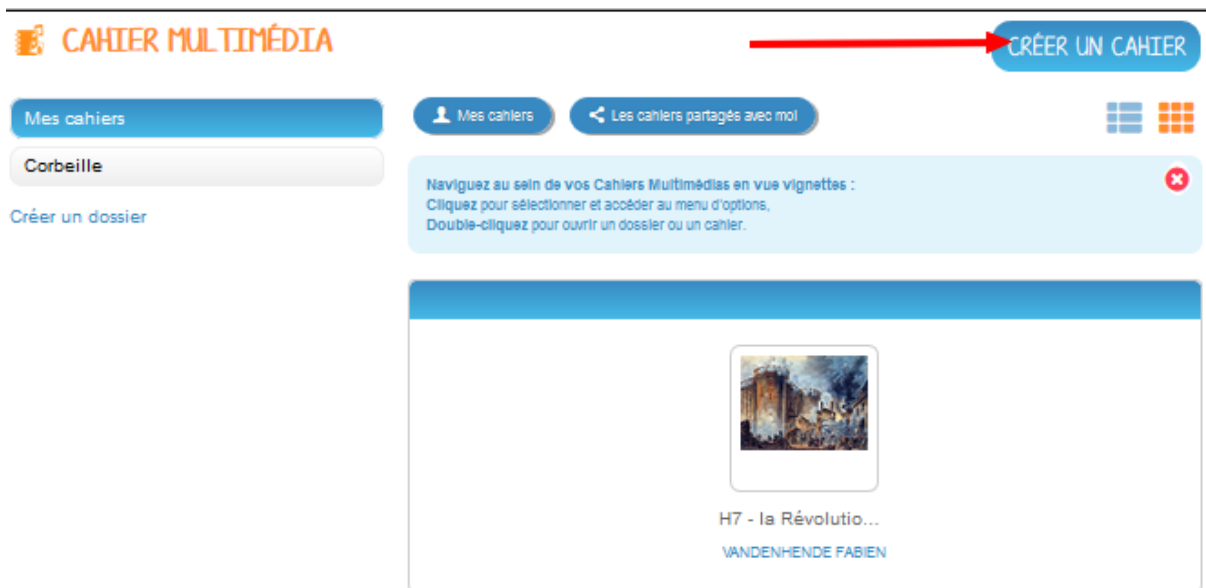 CAHIER MULTIMÉDIA
CRÉER UN CAHIER
Mes cahiers
Corbeille
Créer un dossier
Mes cahiers
Les cahiers partagés avec moi
Naviguez au sein de vos Cahiers Multimédias en vue vignettes :
Cliquez pour sélectionner et accéder au menu d'options,
Double-cliquez pour ouvrir un dossier ou un cahier.
H7 - la Révolutio...
VANDENHENDE FABIEN